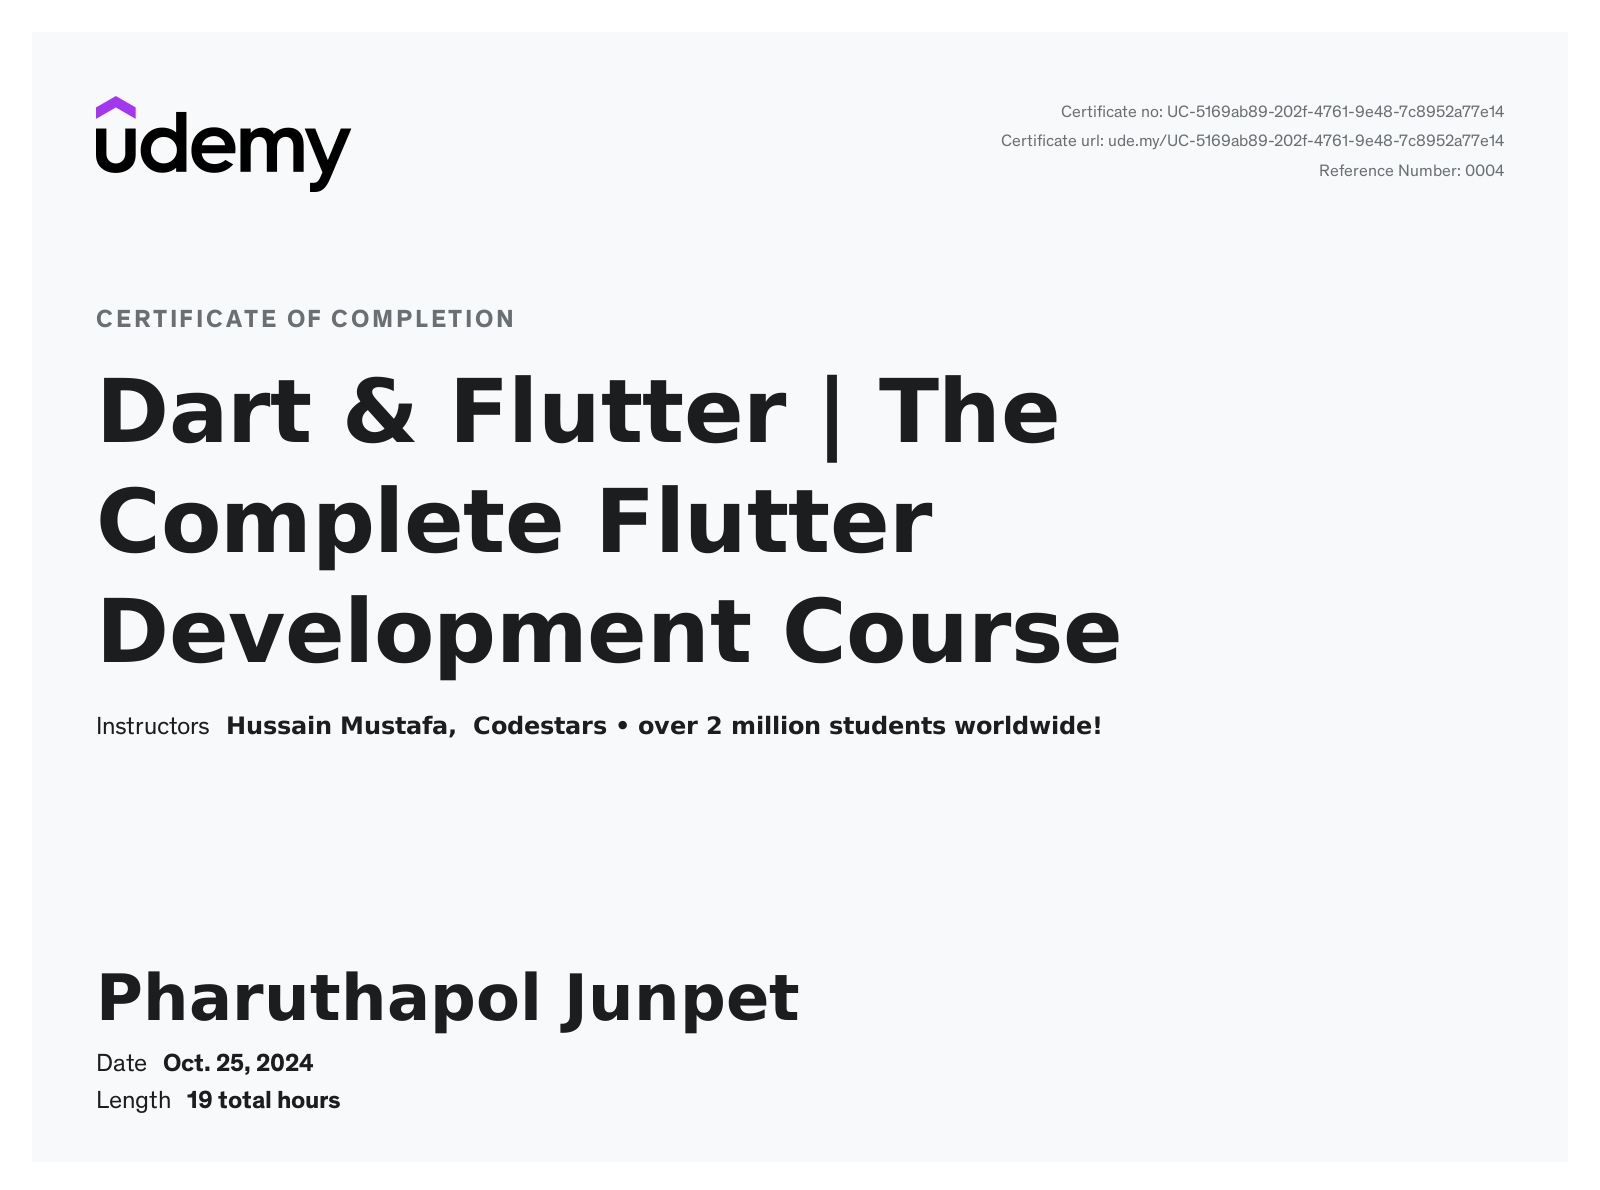 udemy
Certificate no: UC-5169ab89-202f-4761-9e48-7c8952a77e14
Certificate url: ude.my/UC-5169ab89-202f-4761-9e48-7c8952a77e14
Reference Number: 0004
CERTIFICATE OF COMPLETION
Dart & Flutter | The
Complete Flutter
Development Course
Instructors Hussain Mustafa, Codestars • over 2 million students worldwide!
Pharuthapol Junpet
Date Oct. 25, 2024
Length 19 total hours